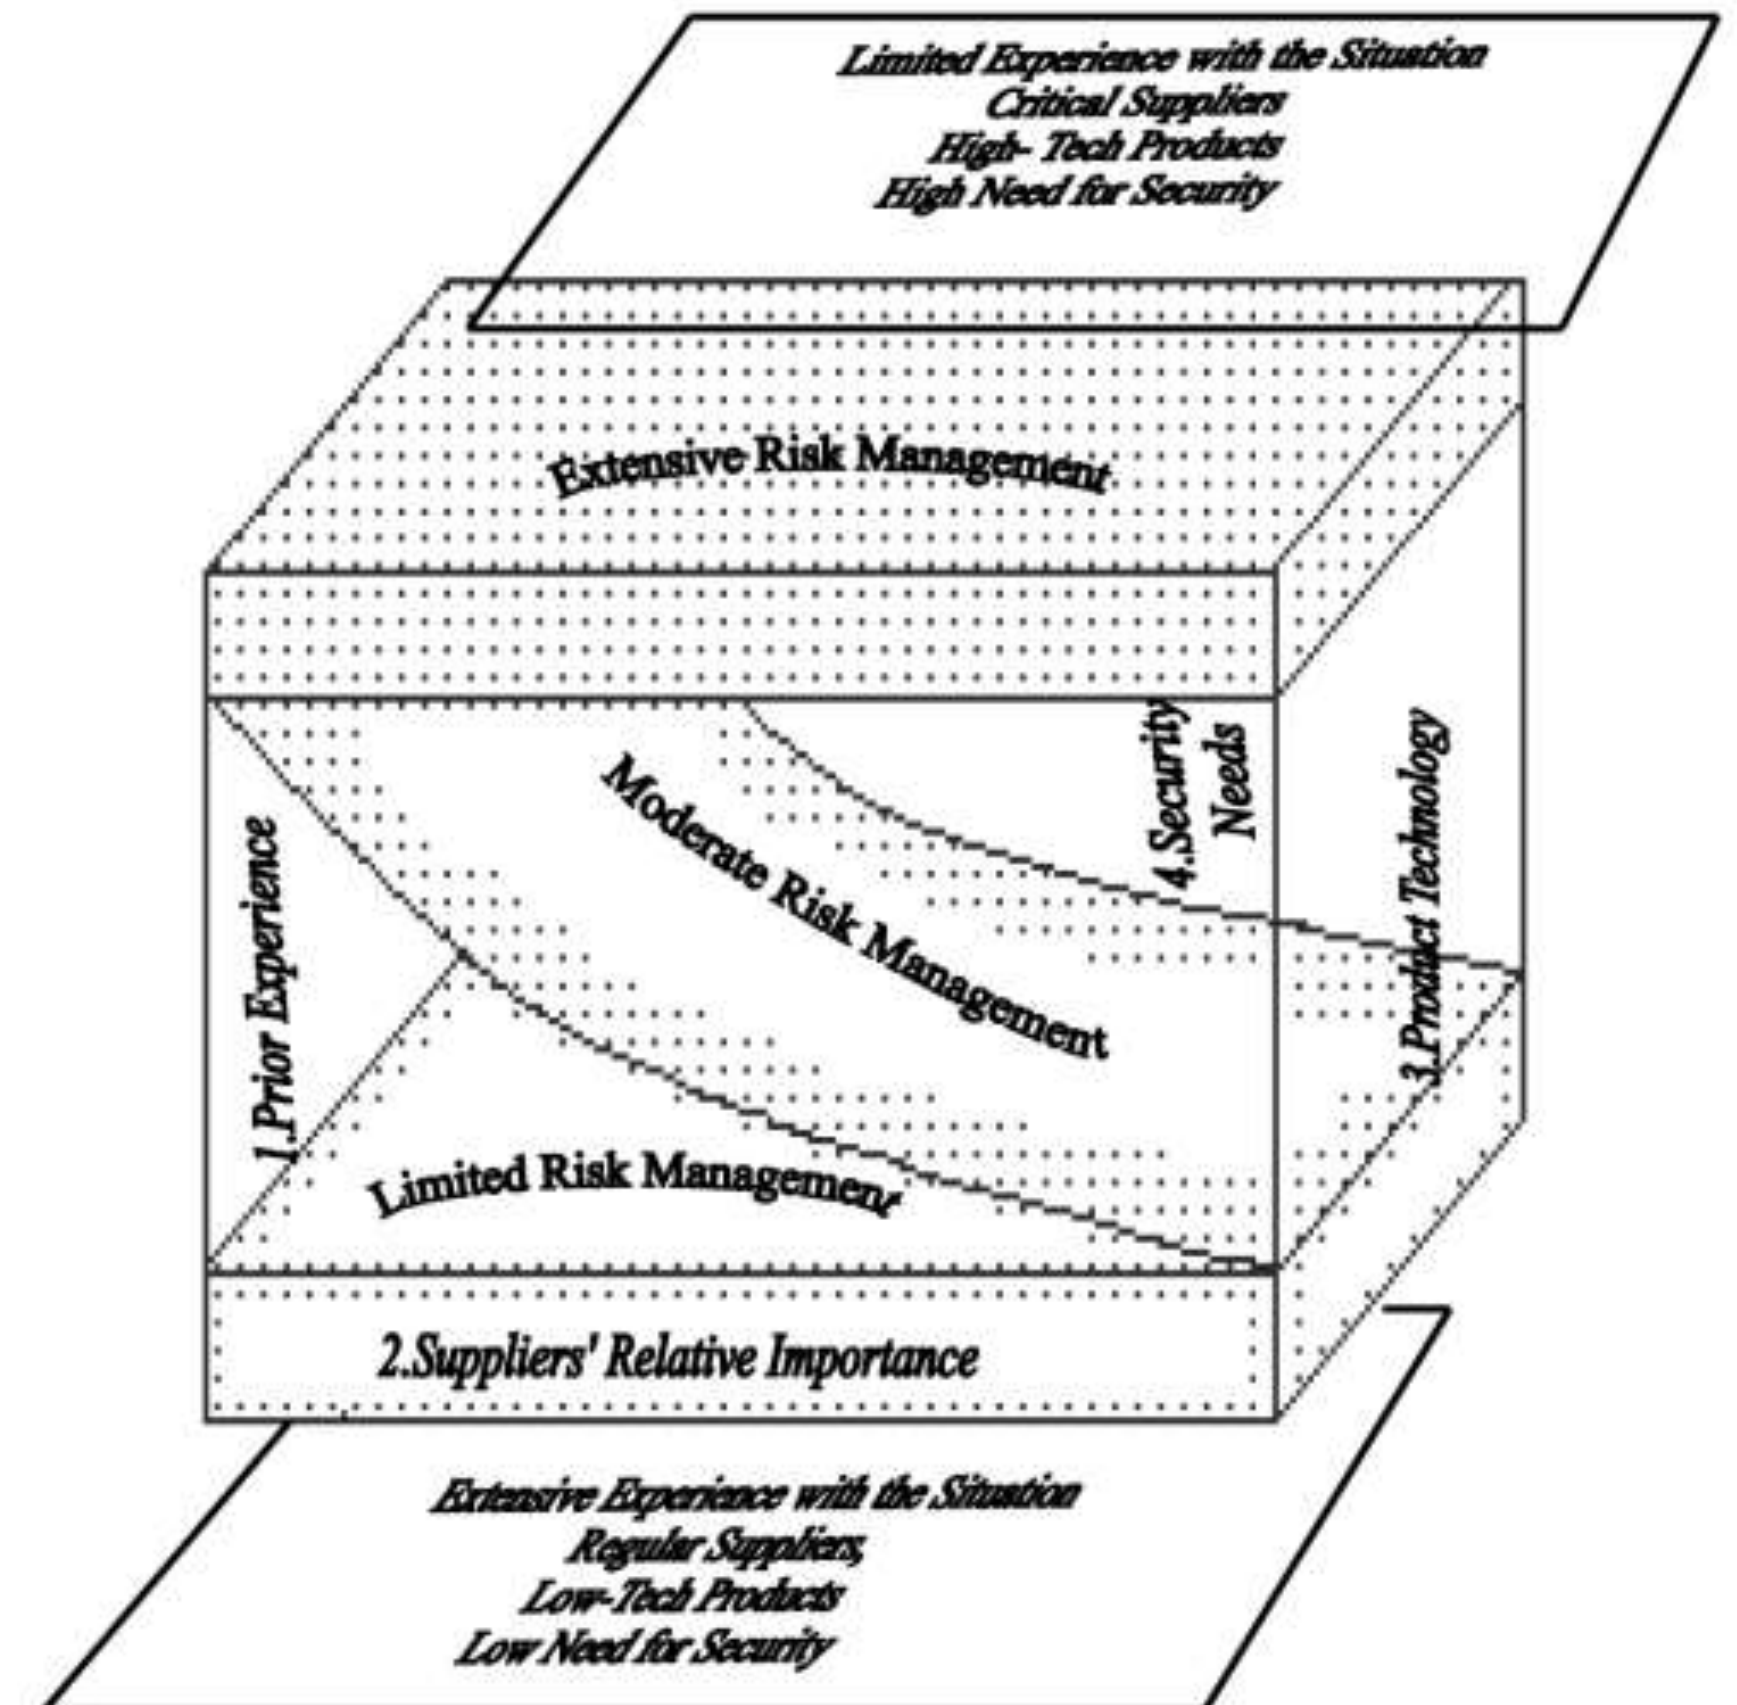 Limited Experience with the Situation
Critical Suppliers
High- Tech Products
High Need for Security
Extensive Risk Management
Moderate Risk Management
4.Security
Needs
3.Product Technology
1.Prior Experience
Limited Risk Management
2.Suppliers' Relative Importance
Extensive Experience with the Situation
Regular Suppliers,
Low-Tech Products
Low Need for Security